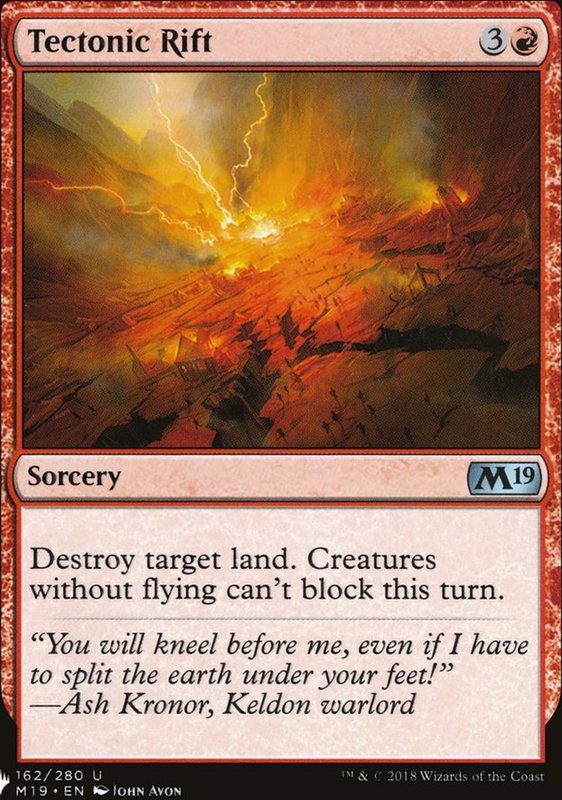 Tectonic Rift
3
Sorcery
M19
Destroy target land. Creatures
without flying can't block this turn.
"You will kneel before me, even if I have
to split the earth under your feet!"
—Ash Kronor, Keldon warlord
162/280 U
M19 • EN John Avon
™ & © 2018 Wizards of the Coast